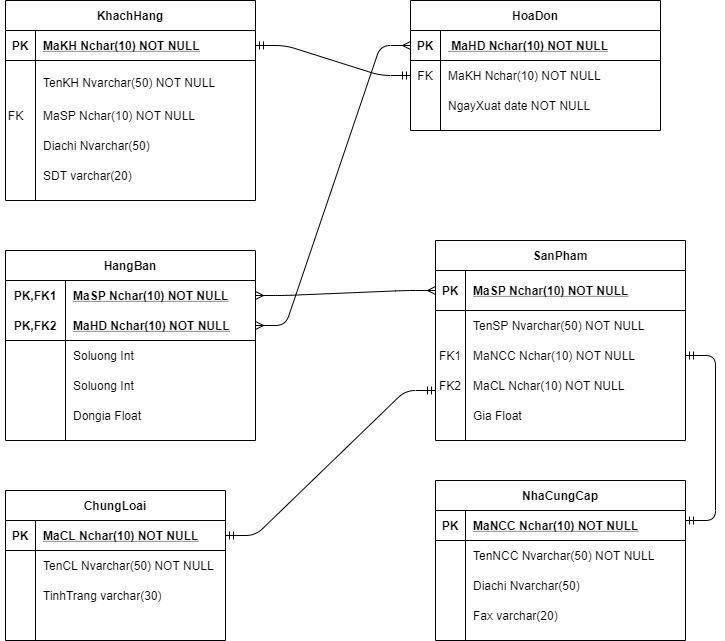 KhachHang
PK MaKH Nchar(10) NOT NULL
TenKH Nvarchar(50) NOT NULL
FK MaSP Nchar(10) NOT NULL
Diachi Nvarchar(50)
SDT varchar(20)
HoaDon
PK MaHD Nchar(10) NOT NULL
FK MaKH Nchar(10) NOT NULL
NgayXuat date NOT NULL
HangBan
PK,FK1 MaSP Nchar(10) NOT NULL
PK,FK2 MaHD Nchar(10) NOT NULL
Soluong Int
Soluong Int
Dongia Float
SanPham
PK MaSP Nchar(10) NOT NULL
TenSP Nvarchar(50) NOT NULL
FK1 MaNCC Nchar(10) NOT NULL
FK2 MaCL Nchar(10) NOT NULL
Gia Float
ChungLoai
PK MaCL Nchar(10) NOT NULL
TenCL Nvarchar(50) NOT NULL
TinhTrang varchar(30)
NhaCungCap
PK MaNCC Nchar(10) NOT NULL
TenNCC Nvarchar(50) NOT NULL
Diachi Nvarchar(50)
Fax varchar(20)